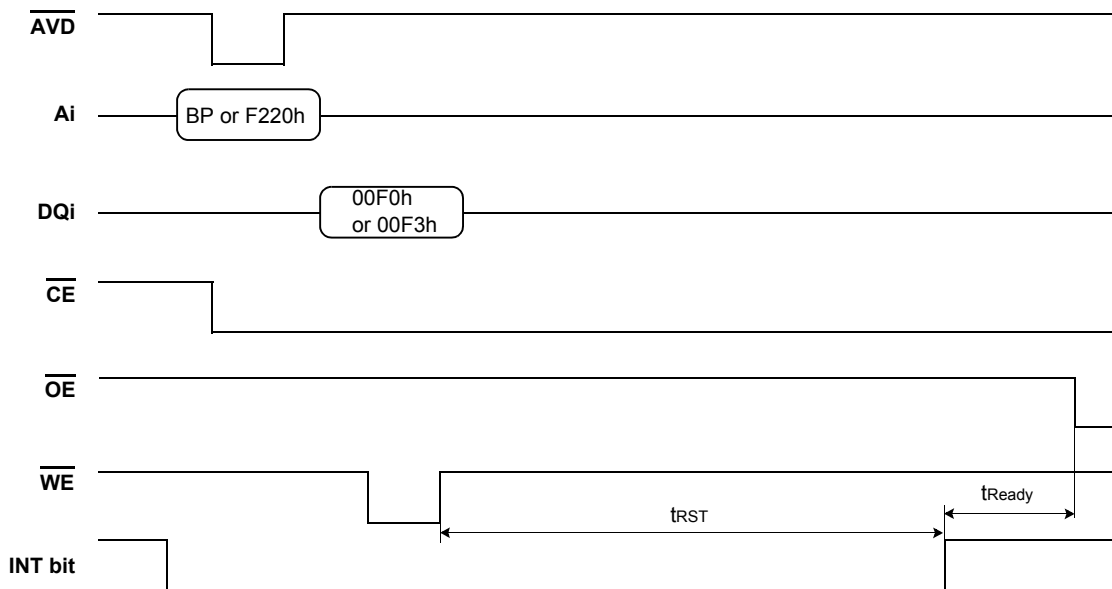 AVD
Ai
BP or F220h
DQi
00F0h
or 00F3h
CE
OE
WE
tRST
tReady
INT bit